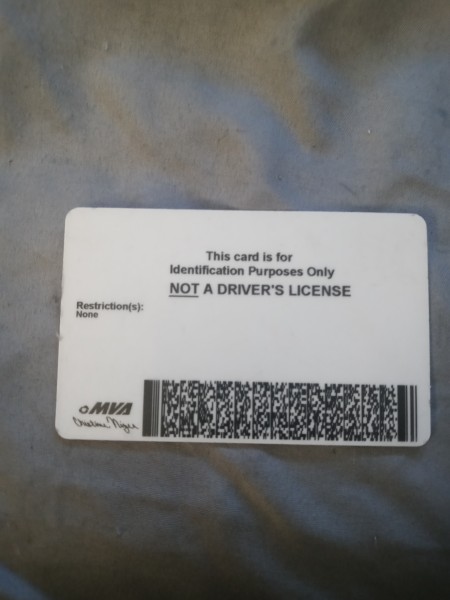 This card is for
Identification Purposes Only
NOT A DRIVER'S LICENSE
Restriction(s):
None
MVA